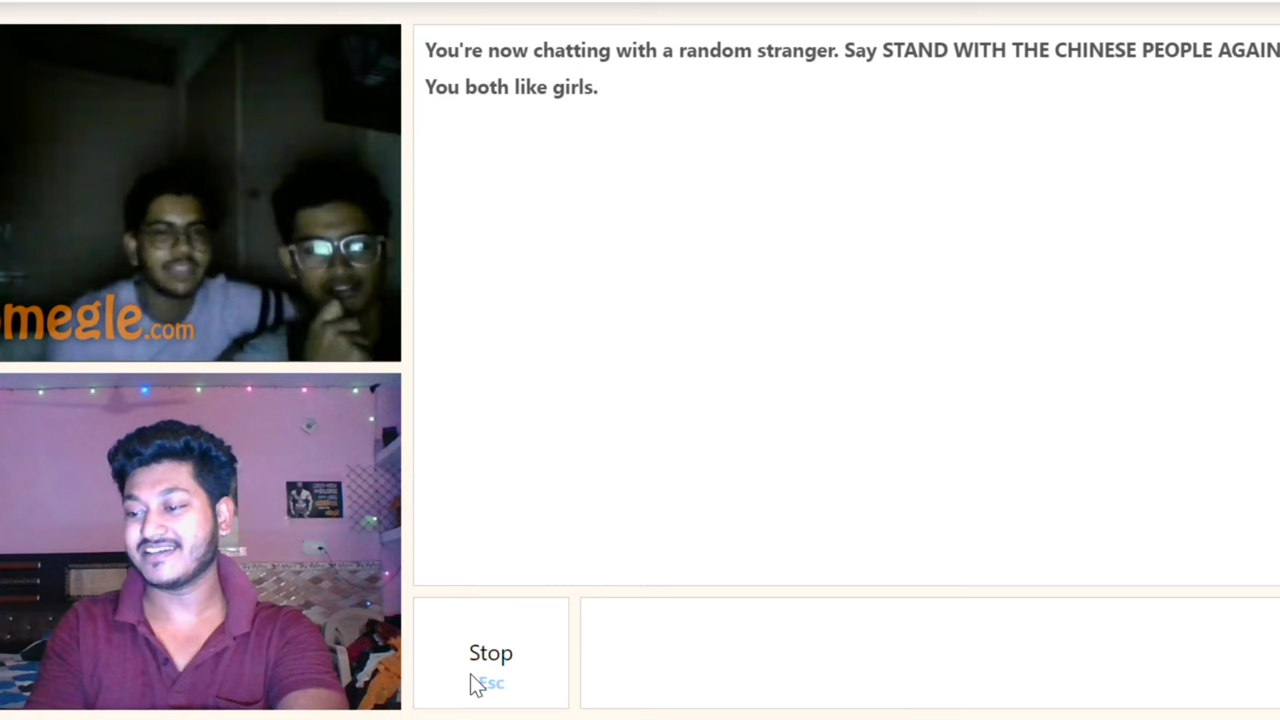 You're now chatting with a random stranger. Say STAND WITH THE CHINESE PEOPLE AGAIN
You both like girls.
omegle.com
Stop
Esc